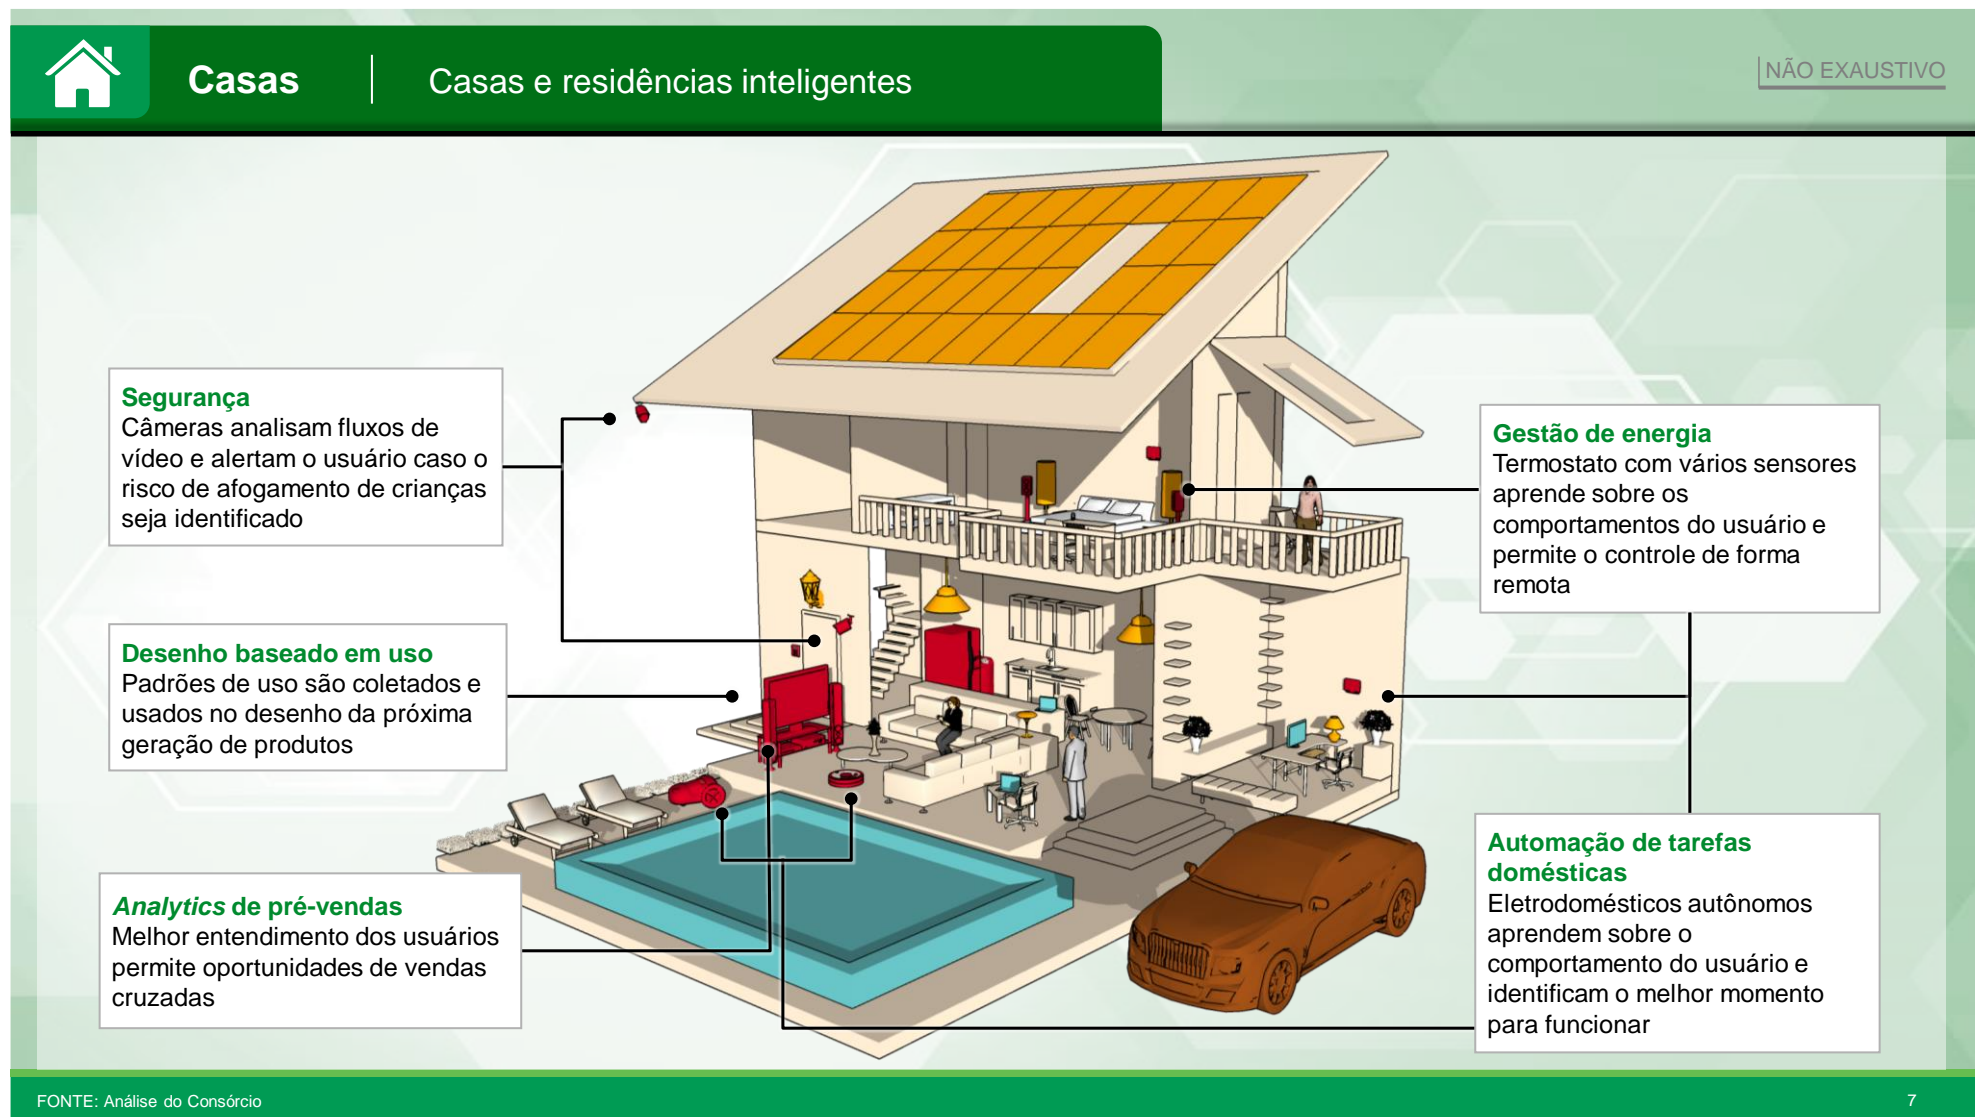 Casas
Casas e residências inteligentes
NÃO EXAUSTIVO
Segurança
Câmeras analisam fluxos de
vídeo e alertam o usuário caso o
risco de afogamento de crianças
seja identificado
Desenho baseado em uso
Padrões de uso são coletados e
usados no desenho da próxima
geração de produtos
Analytics de pré-vendas
Melhor entendimento dos usuários
permite oportunidades de vendas
cruzadas
Gestão de energia
Termostato com vários sensores
aprende sobre os
comportamentos do usuário e
permite o controle de forma
remota
Automação de tarefas
domésticas
Eletrodomésticos autônomos
aprendem sobre o
comportamento do usuário e
identificam o melhor momento
para funcionar
FONTE: Análise do Consórcio
7